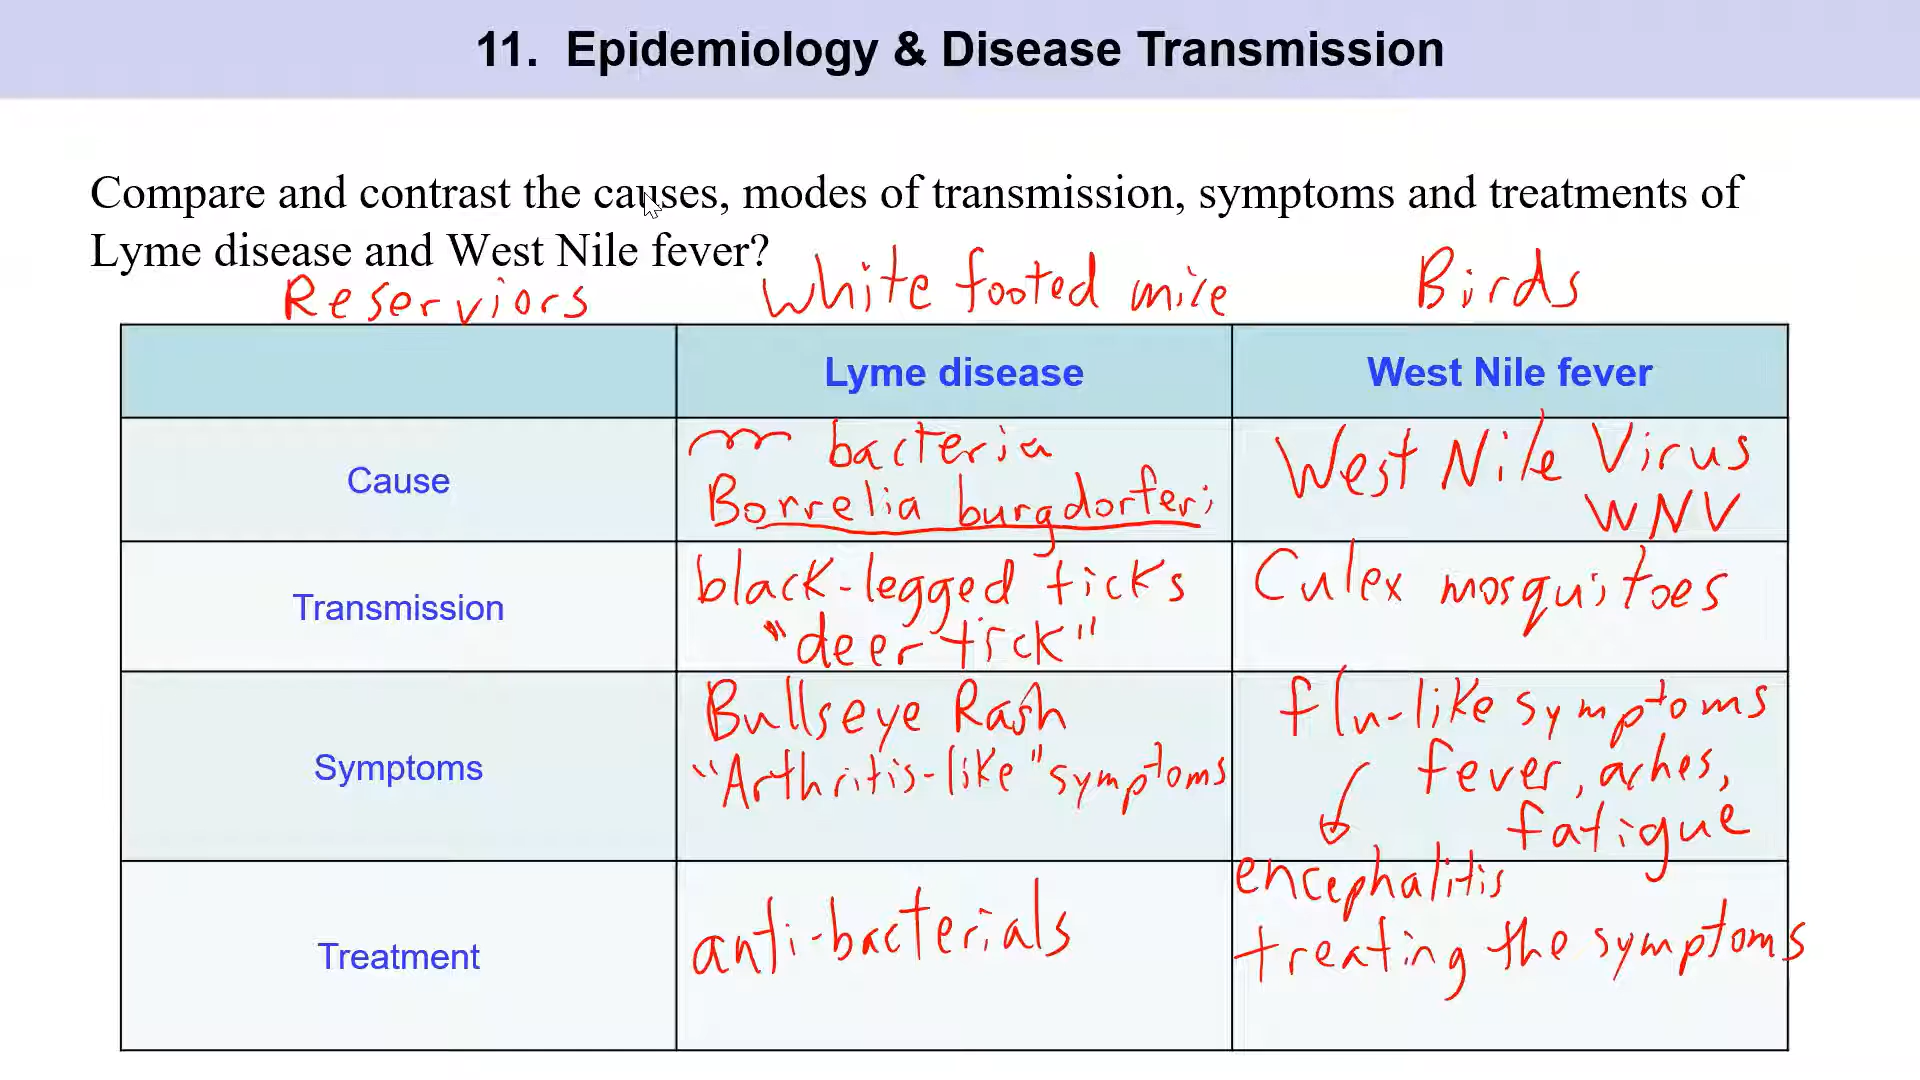 11. Epidemiology & Disease Transmission
Compare and contrast the causes, modes of transmission, symptoms and treatments of
Lyme disease and West Nile fever?
Reserviors White footed mice Birds
Lyme disease West Nile fever
Cause
bacteria
Borrelia burgdorferi
West Nile Virus
WNV
Transmission
black-legged ticks
"deer tick"
Culex mosquitoes
Symptoms
Bullseye Rash
"Arthritis-like" symptoms
flu-like symptoms
fever, aches,
fatigue
encephalitis
Treatment
anti-bacterials
treating the symptoms